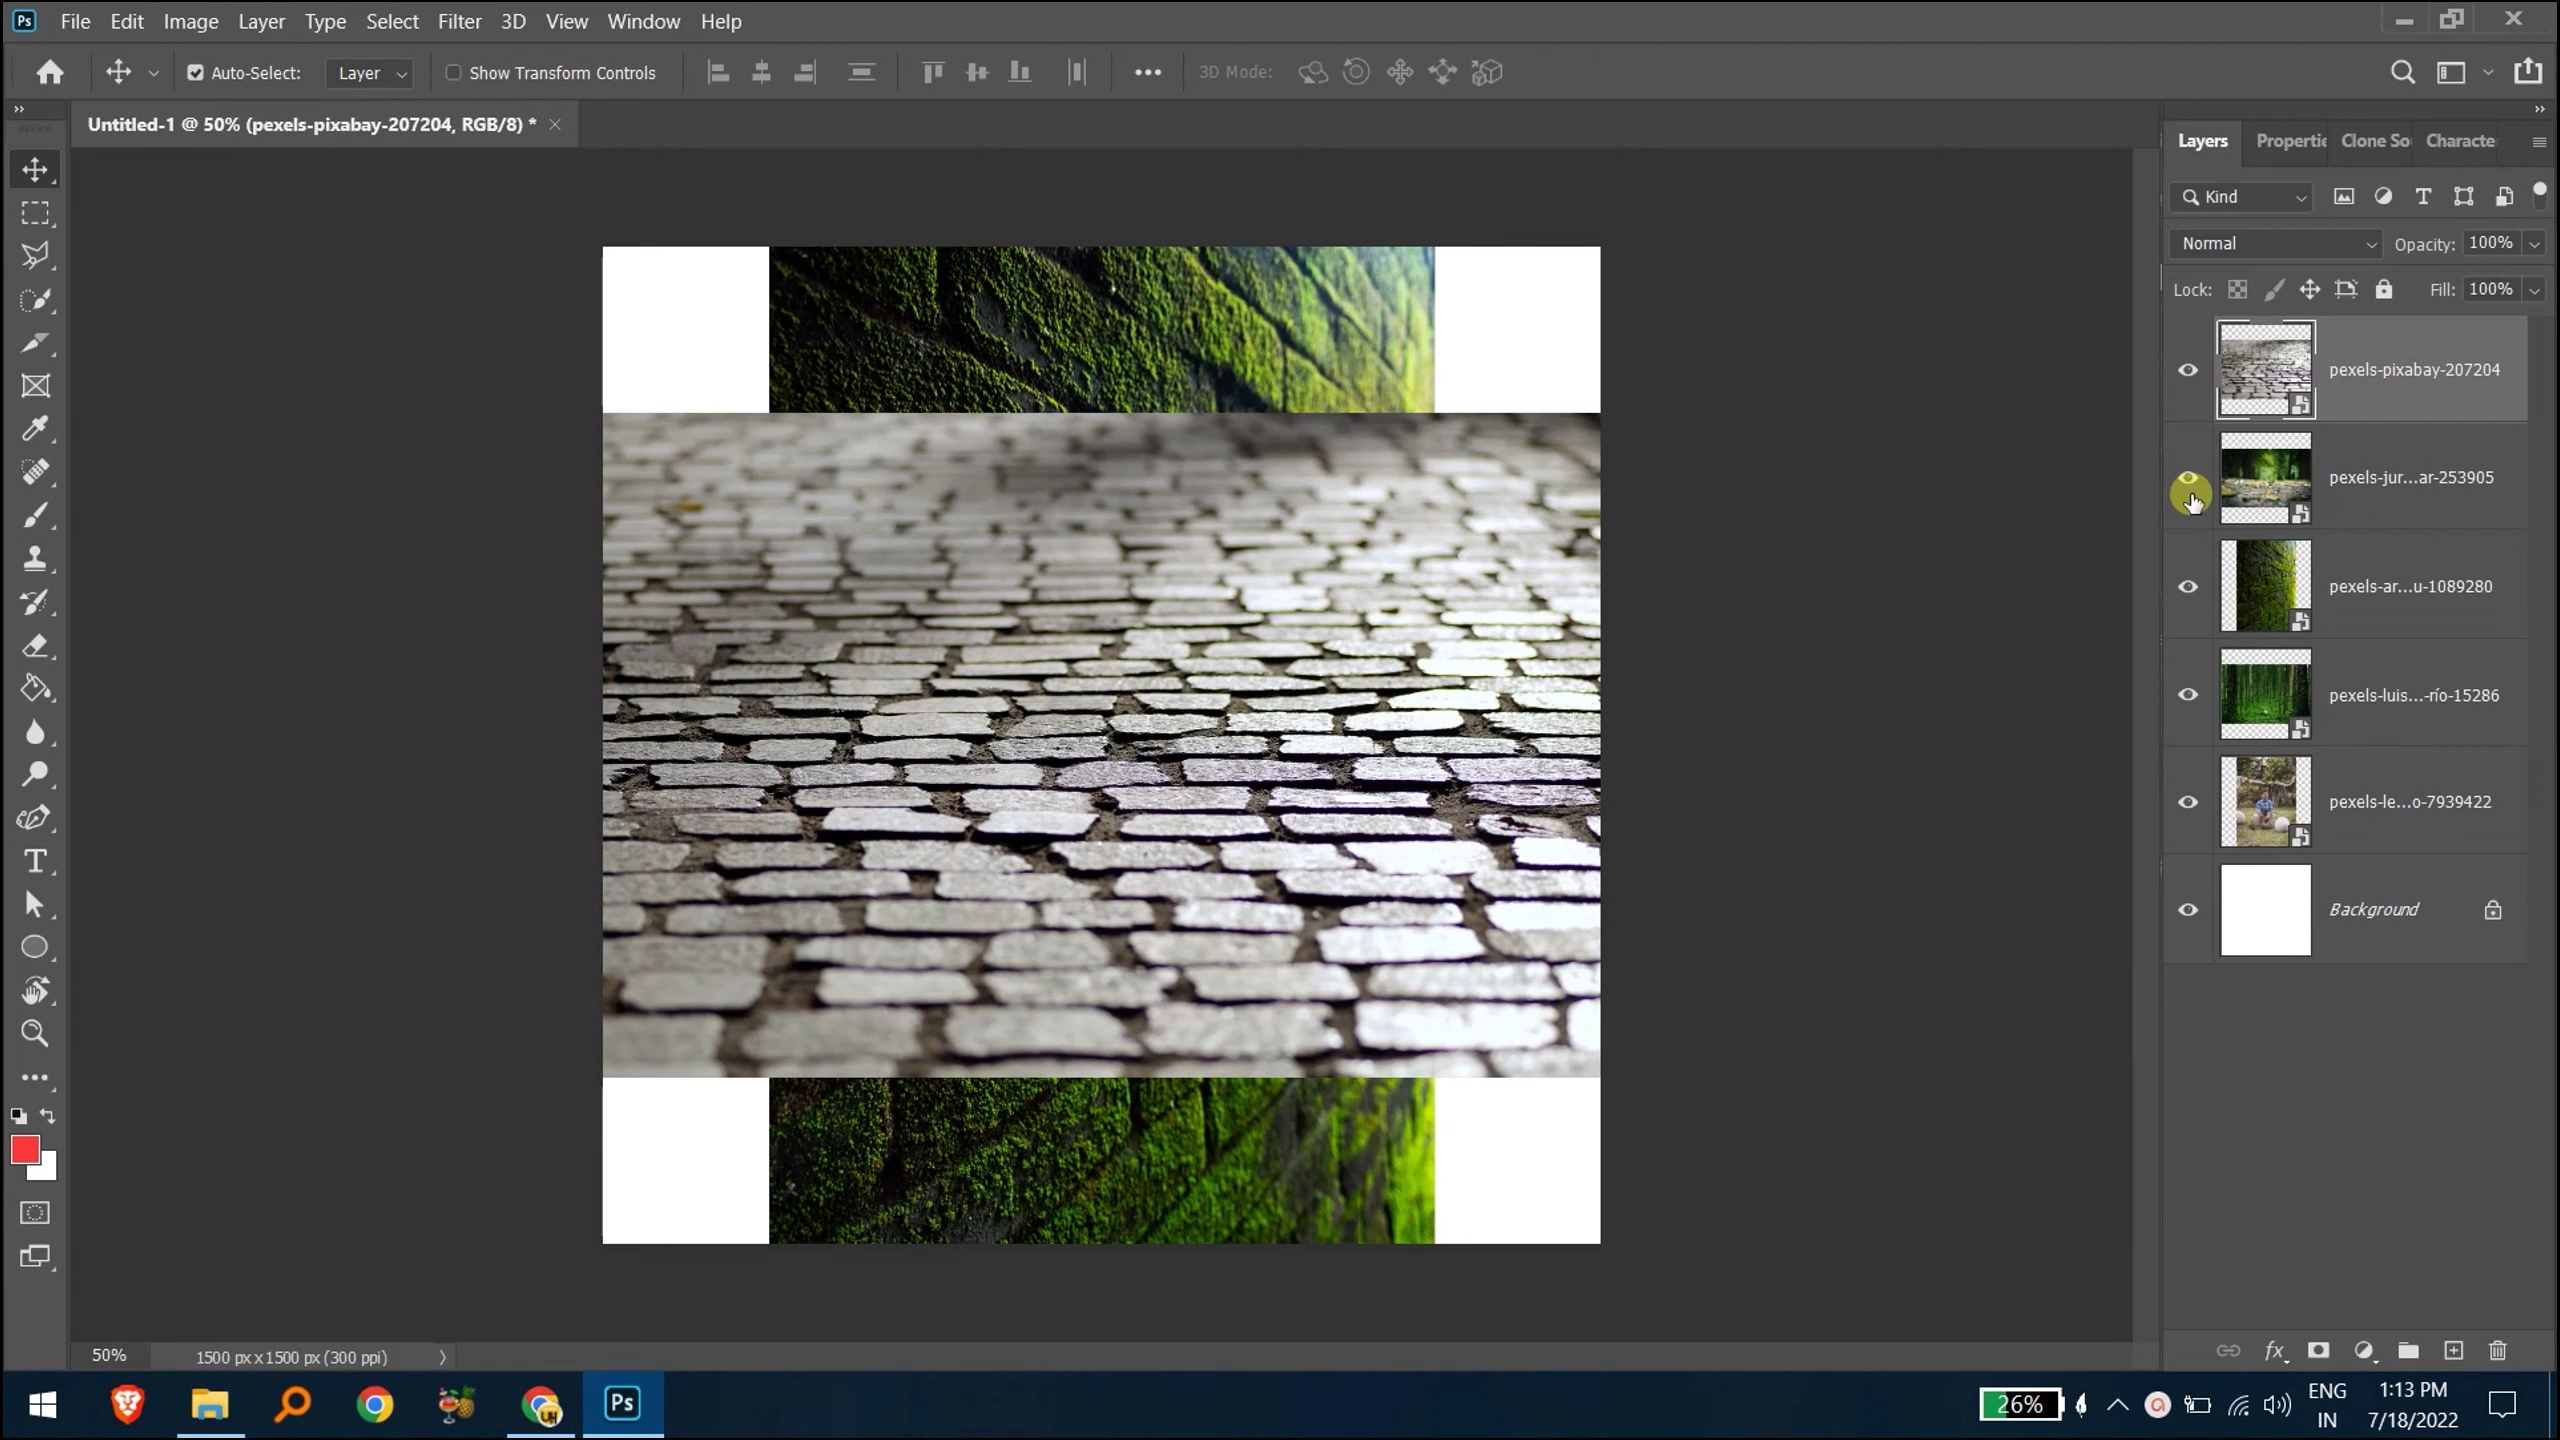 Ps File Edit Image Layer Type Select Filter 3D View Window Help
Auto-Select: Layer Show Transform Controls 3D Mode:
Untitled-1 @ 50% (pexels-pixabay-207204, RGB/8) *
Layers Properti Clone So Characte
Kind
Normal Opacity: 100%
Lock: Fill: 100%
pexels-pixabay-207204
pexels-jur...ar-253905
pexels-ar...u-1089280
pexels-luis...-río-15286
pexels-le...o-7939422
Background
50% 1500 px x 1500 px (300 ppi)
fx
Ps 26% ENG 1:13 PM
IN 7/18/2022